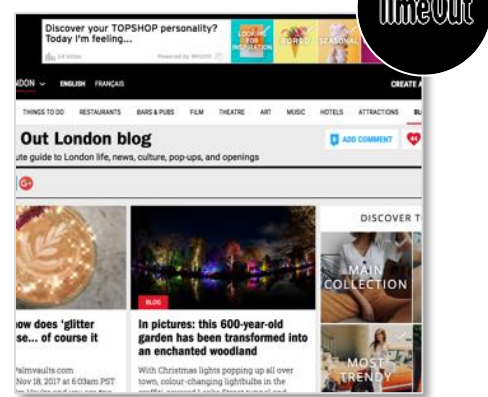 TimeOut
Discover your TOPSHOP personality?
Today I'm feeling...
Powered by
LOOKING FOR INSPIRATION
BORED
SEASONAL
NDON
ENGLISH FRANÇAIS
CREATE A
THINGS TO DO RESTAURANTS BARS & PUBS FILM THEATRE ART MUSIC HOTELS ATTRACTIONS BL
Out London blog
ADD COMMENT
44
ute guide to London life, news, culture, pop-ups, and openings
G+
DISCOVER T
MAIN
COLLECTION
BLOG
ow does 'glitter
se... of course it
In pictures: this 600-year-old
garden has been transformed into
an enchanted woodland
MOST
TRENDY
Palmvaults.com
Nov 18, 2017 at 6:03am PST
With Christmas lights popping up all over
town, colour-changing lightbulbs in the